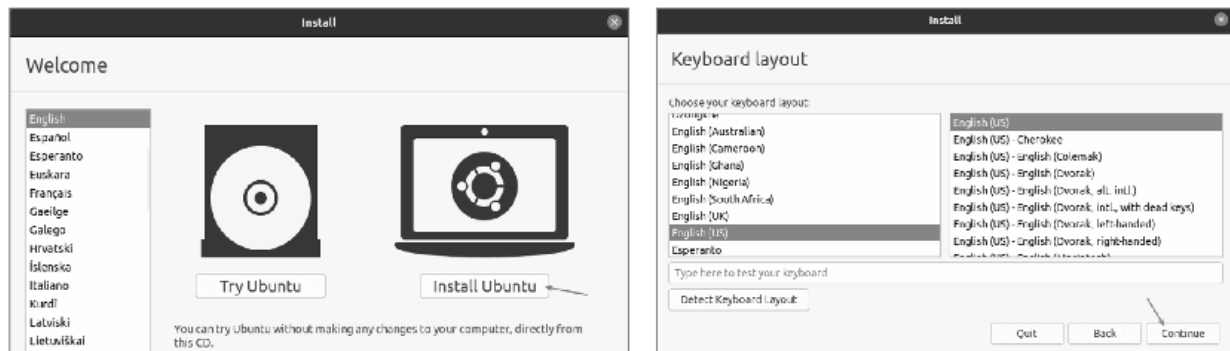 Install
Welcome
English
Español
Esperanto
Euskara
Français
Gaeilge
Galego
Hrvatski
Íslenska
Italiano
Kurdî
Latviski
Lietuviškai
Try Ubuntu
Install Ubuntu
You can try Ubuntu without making any changes to your computer, directly from
this CD.
Install
Keyboard layout
Choose your keyboard layout:
English (Australian)
English (Cameroon)
English (Ghana)
English (Nigeria)
English (South Africa)
English (UK)
English (US)
Esperanto
English (US)
English (US) - Cherokee
English (US) - English (Colemak)
English (US) - English (Dvorak)
English (US) - English (Dvorak, alt. intl.)
English (US) - English (Dvorak, intl., with dead keys)
English (US) - English (Dvorak, left-handed)
English (US) - English (Dvorak, right-handed)
Type here to test your keyboard
Detect Keyboard Layout
Quit
Back
Continue